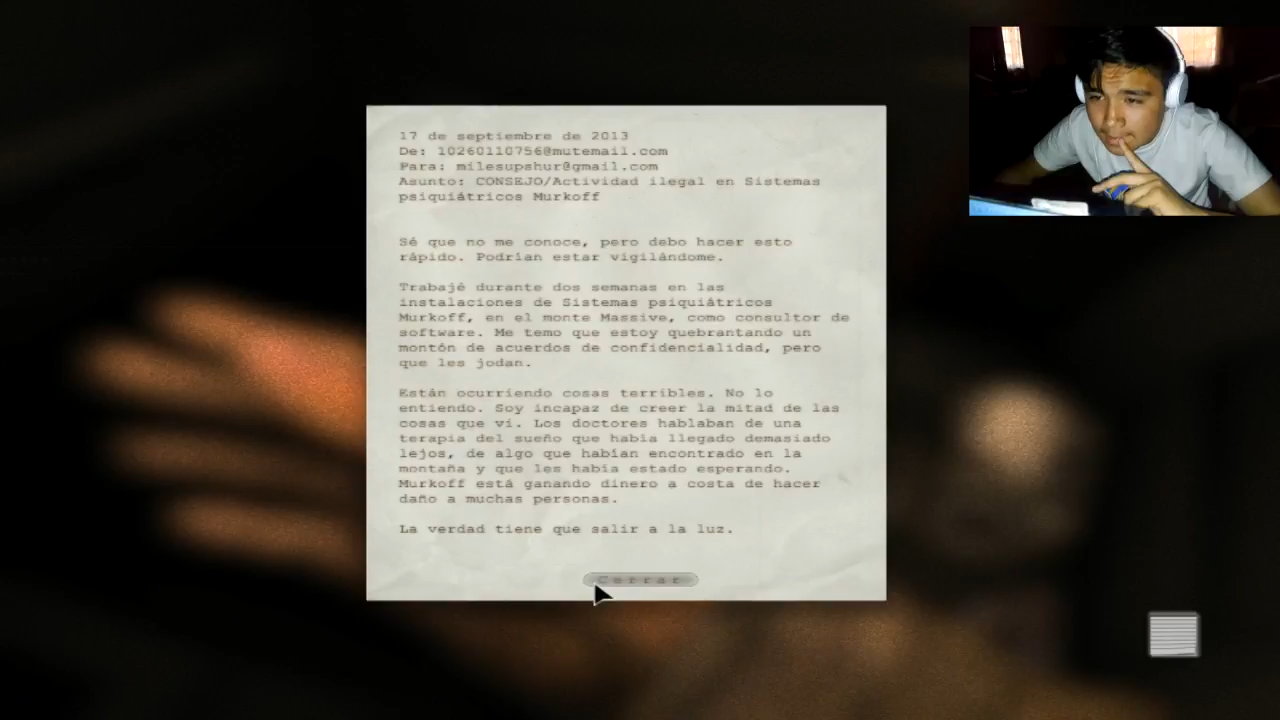 17 de septiembre de 2013
De: 10260110756@mutemail.com
Para: milesupshur@gmail.com
Asunto: CONSEJO/Actividad ilegal en Sistemas
psiquiátricos Murkoff
Sé que no me conoce, pero debo hacer esto
rápido. Podrían estar vigilándome.
Trabajé durante dos semanas en las
instalaciones de Sistemas psiquiátricos
Murkoff, en el monte Massive, como consultor de
software. Me temo que estoy quebrantando un
montón de acuerdos de confidencialidad, pero
que les jodan.
Están ocurriendo cosas terribles. No lo
entiendo. Soy incapaz de creer la mitad de las
cosas que vi. Los doctores hablaban de una
terapia del sueño que había llegado demasiado
lejos, de algo que habían encontrado en la
montaña y que les había estado esperando.
Murkoff está ganando dinero a costa de hacer
daño a muchas personas.
La verdad tiene que salir a la luz.
Cerrar